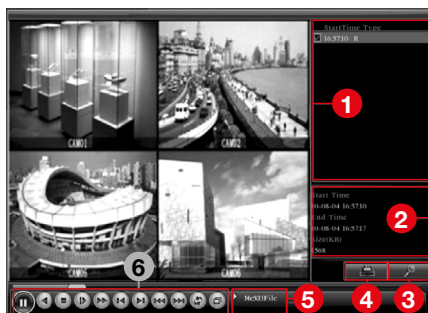 StartTime Type
16:57:10 R
1
CAM01
CAM02
Start Time
10-08-04 16:57:10
End Time
10-08-04 16:57:17
Size(KB)
568
2
CAM05
CAM06
6
4
3
5
NextFile